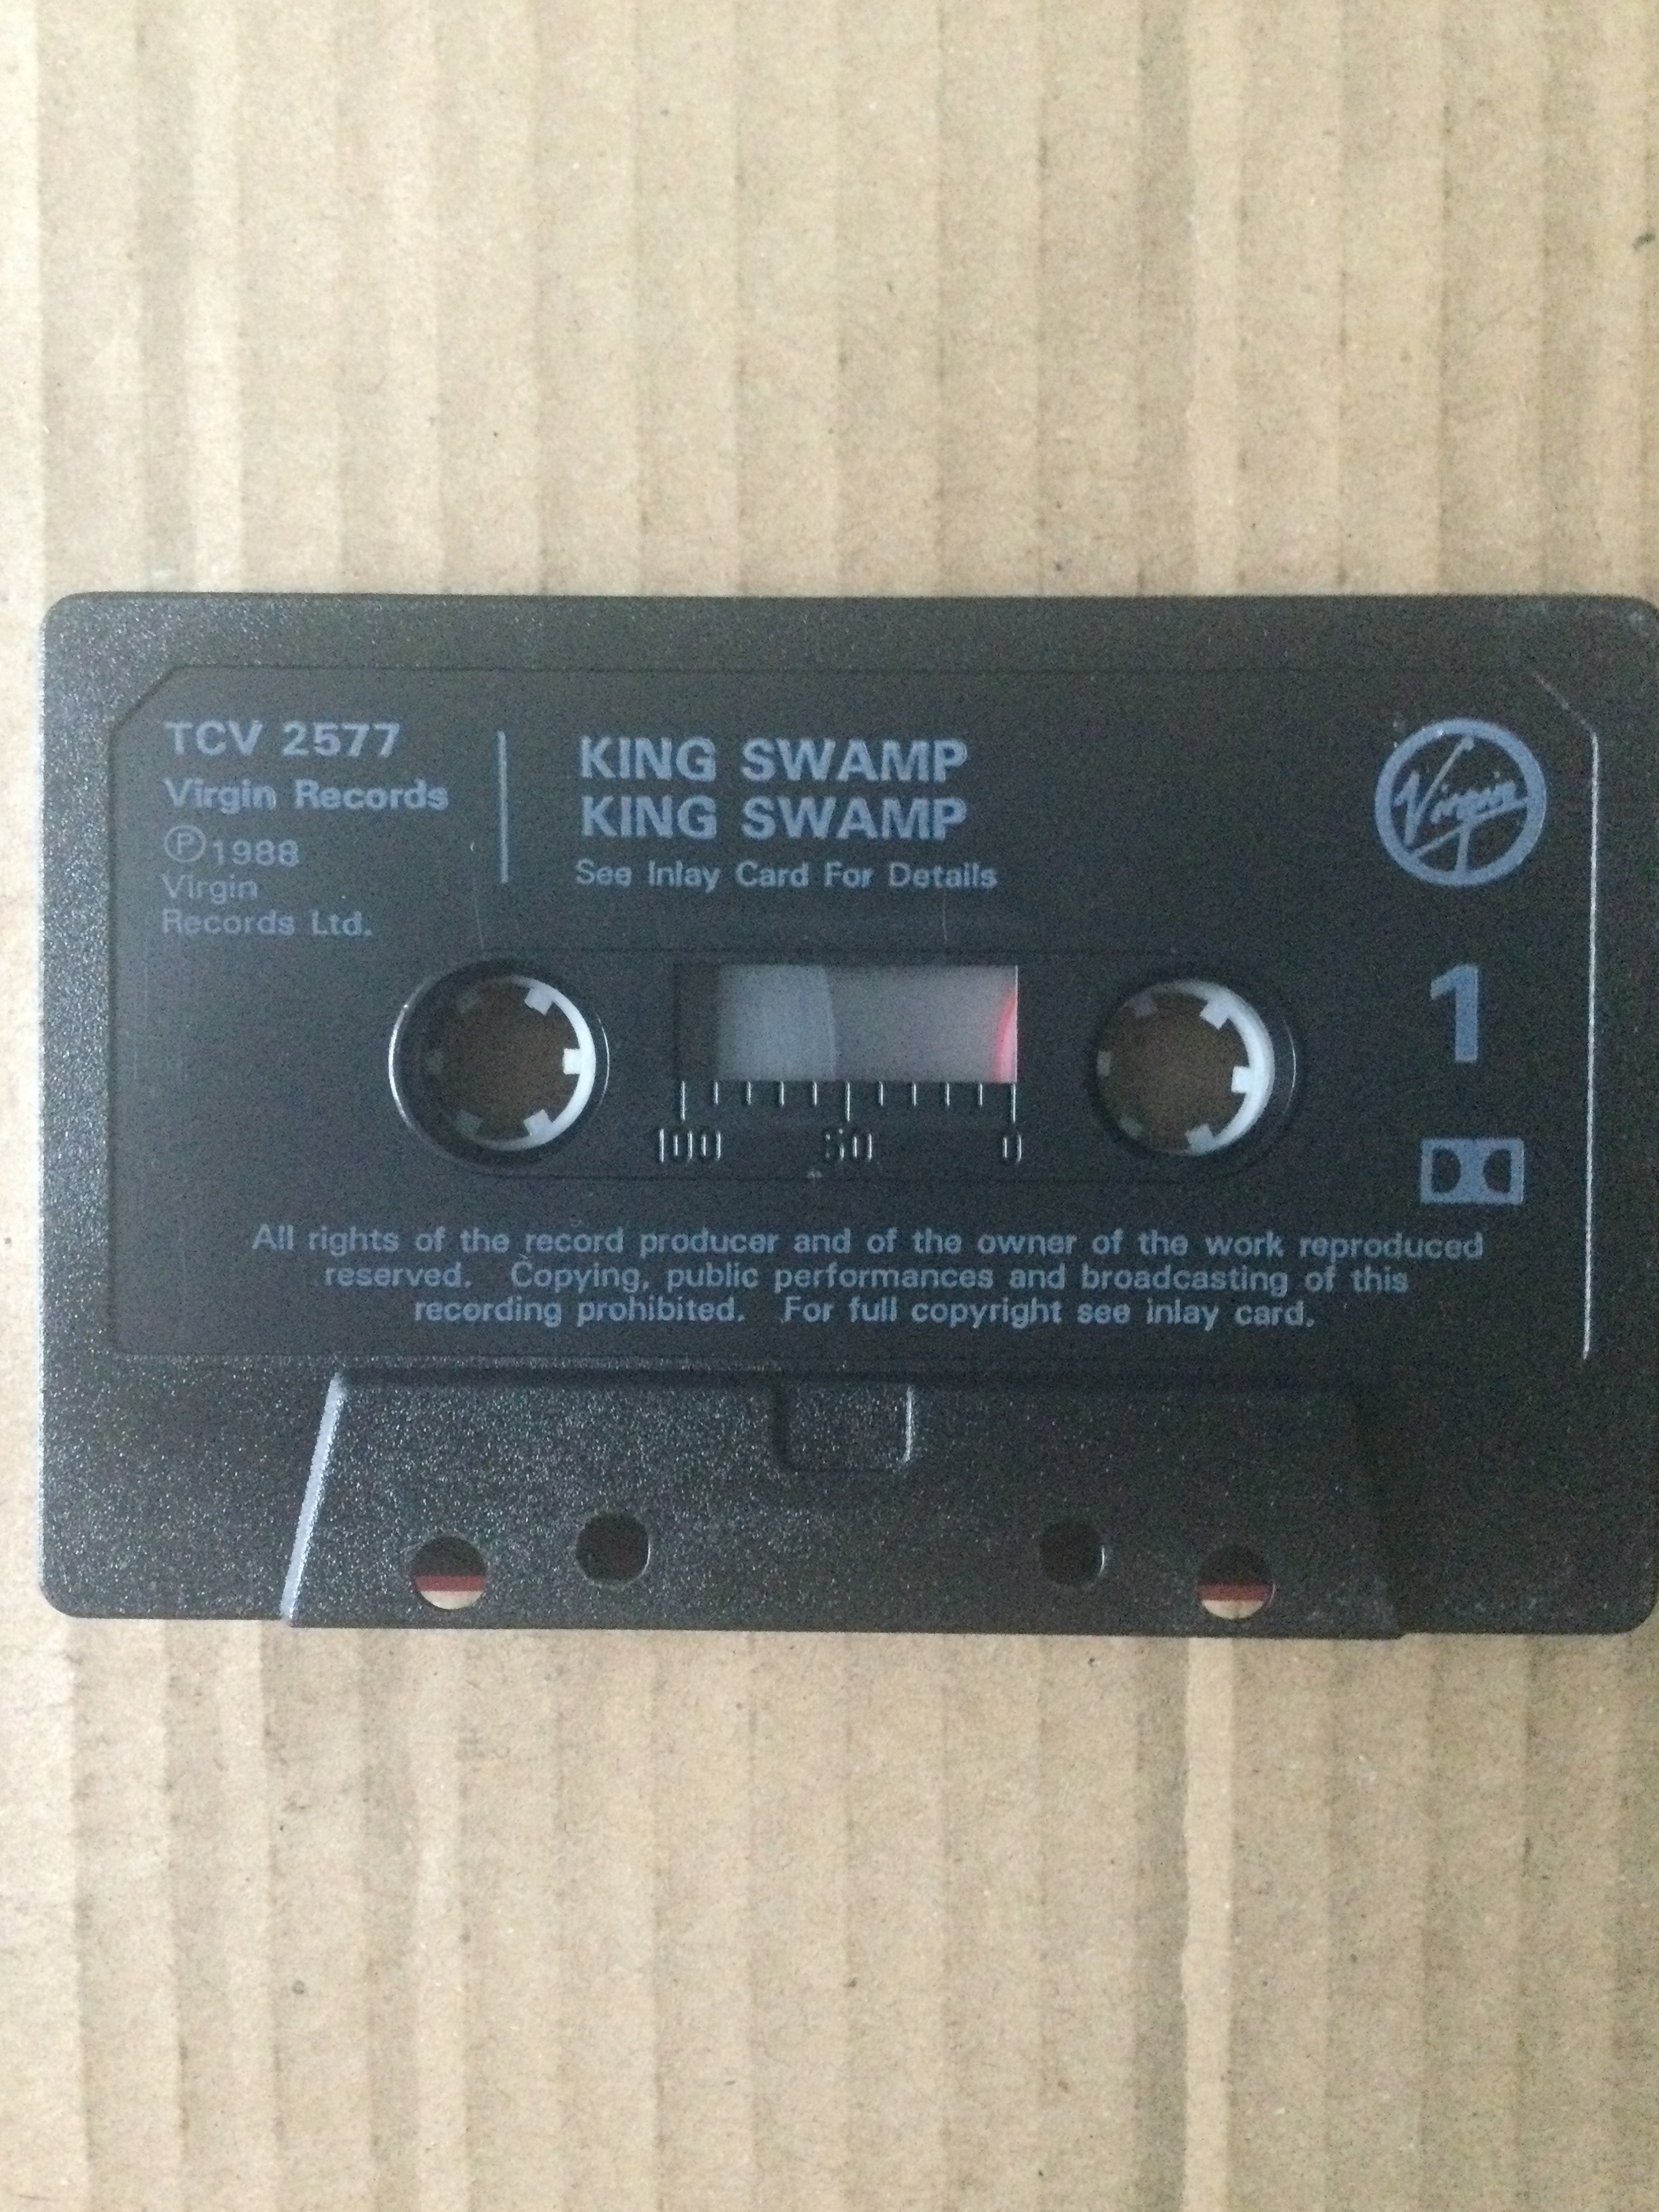 TCV 2577
Virgin Records
Ⓟ1988
Virgin
Records Ltd.
KING SWAMP
KING SWAMP
See Inlay Card For Details
Virgin
1
100 50 0
All rights of the record producer and of the owner of the work reproduced
reserved. Copying, public performances and broadcasting of this
recording prohibited. For full copyright see inlay card.